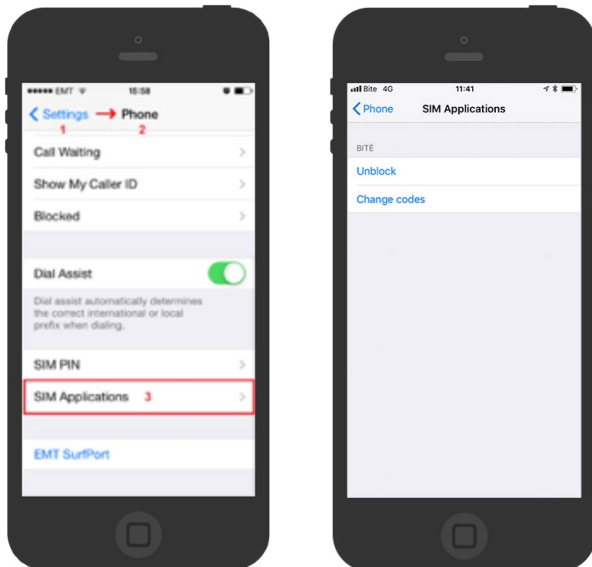 EMT 15:58
Settings → Phone
1 2
Call Waiting
Show My Caller ID
Blocked
Dial Assist
Dial assist automatically determines
the correct international or local
prefix when dialing.
SIM PIN
SIM Applications 3
EMT SurfPort
Bite 4G 11:41
Phone SIM Applications
BITĖ
Unblock
Change codes